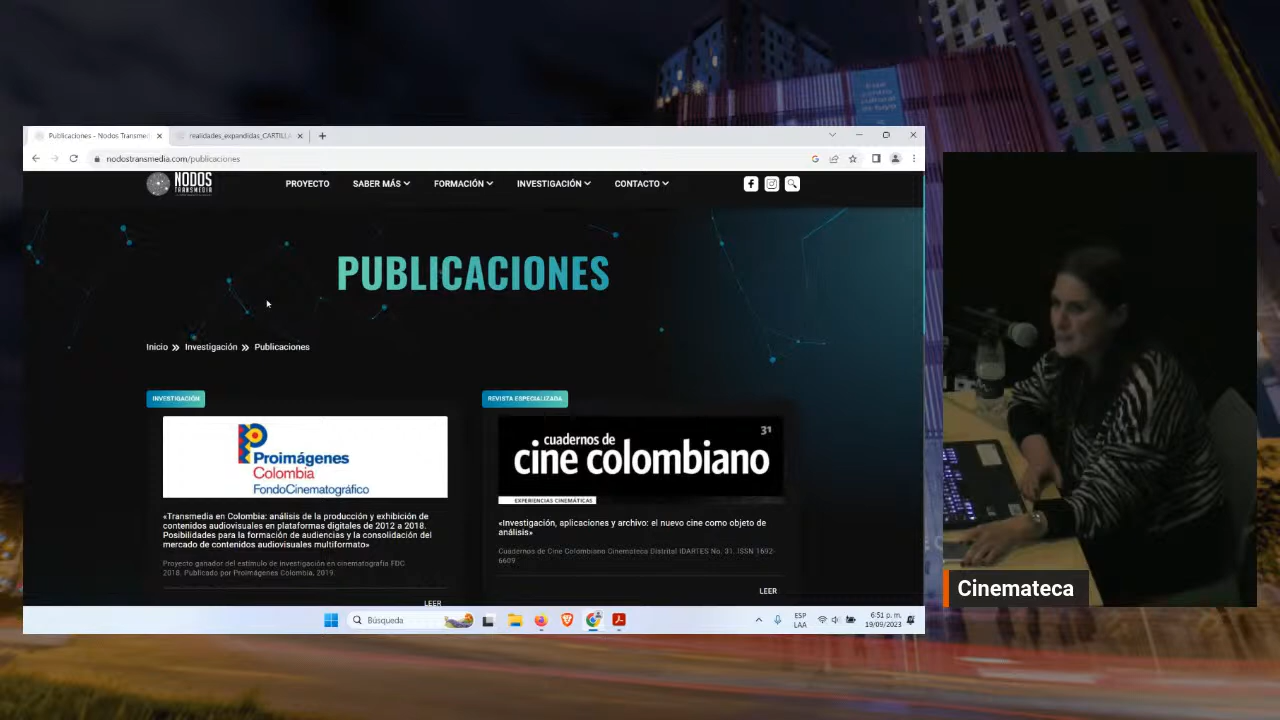 Este
centro
cultural
de
Publicaciones - Nodos Transme
realidades_expandidas_CARTILLA
nodostransmedia.com/publicaciones
NODOS
TRANSMEDIA
PROYECTO
SABER MÁS
FORMACIÓN
INVESTIGACIÓN
CONTACTO
PUBLICACIONES
Inicio » Investigación » Publicaciones
INVESTIGACIÓN
REVISTA ESPECIALIZADA
Proimágenes
Colombia
FondoCinematográfico
«Transmedia en Colombia: análisis de la producción y exhibición de
contenidos audiovisuales en plataformas digitales de 2012 a 2018.
Posibilidades para la formación de audiencias y la consolidación del
mercado de contenidos audiovisuales multiformato»
Proyecto ganador del estímulo de investigación en cinematografía FDC
2018. Publicado por Proimágenes Colombia, 2019.
LEER
31
cuadernos de
cine colombiano
EXPERIENCIAS CINEMÁTICAS
«Investigación, aplicaciones y archivo: el nuevo cine como objeto de
análisis»
Cuadernos de Cine Colombiano Cinemateca Distrital IDARTES No. 31. ISSN 1692-
6609
LEER
Búsqueda
ESP
LAA
6:51 p. m.
19/09/2023
Cinemateca